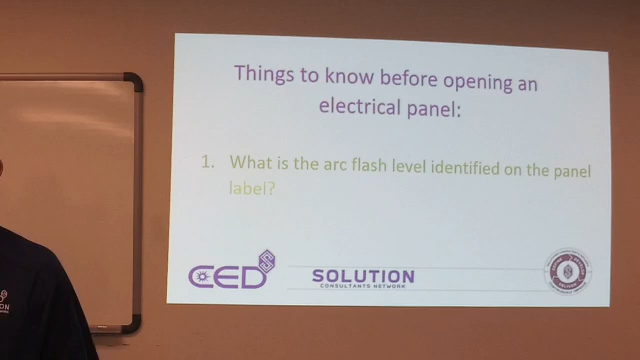 Things to know before opening an
electrical panel:
1. What is the arc flash level identified on the panel
label?
CED
SOLUTION
CONSULTANTS NETWORK